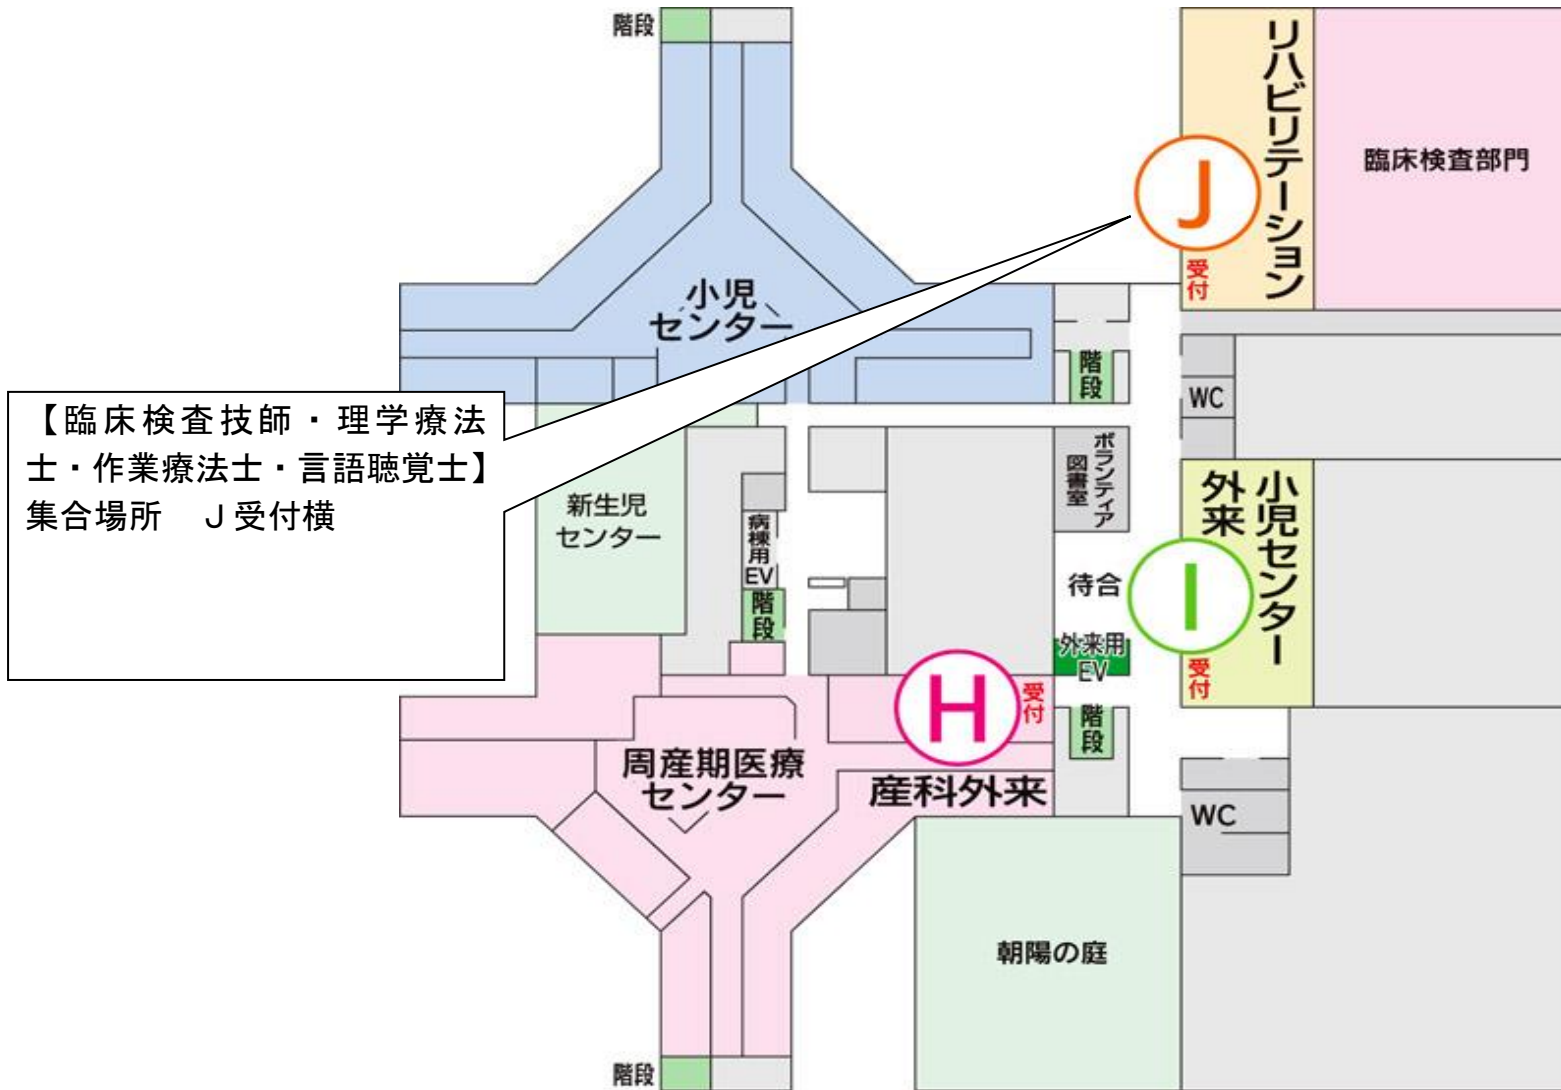 階段
リハビリテーション
臨床検査部門
J
受付
小児
センター
階段
WC
【臨床検査技師・理学療法
士・作業療法士・言語聴覚士】
集合場所　Ｊ受付横
新生児
センター
病棟用
EV
階段
ボランティア
図書室
小児センター
外来
待合
I
受付
外来用
EV
H
受付
階段
周産期医療
センター
産科外来
WC
朝陽の庭
階段